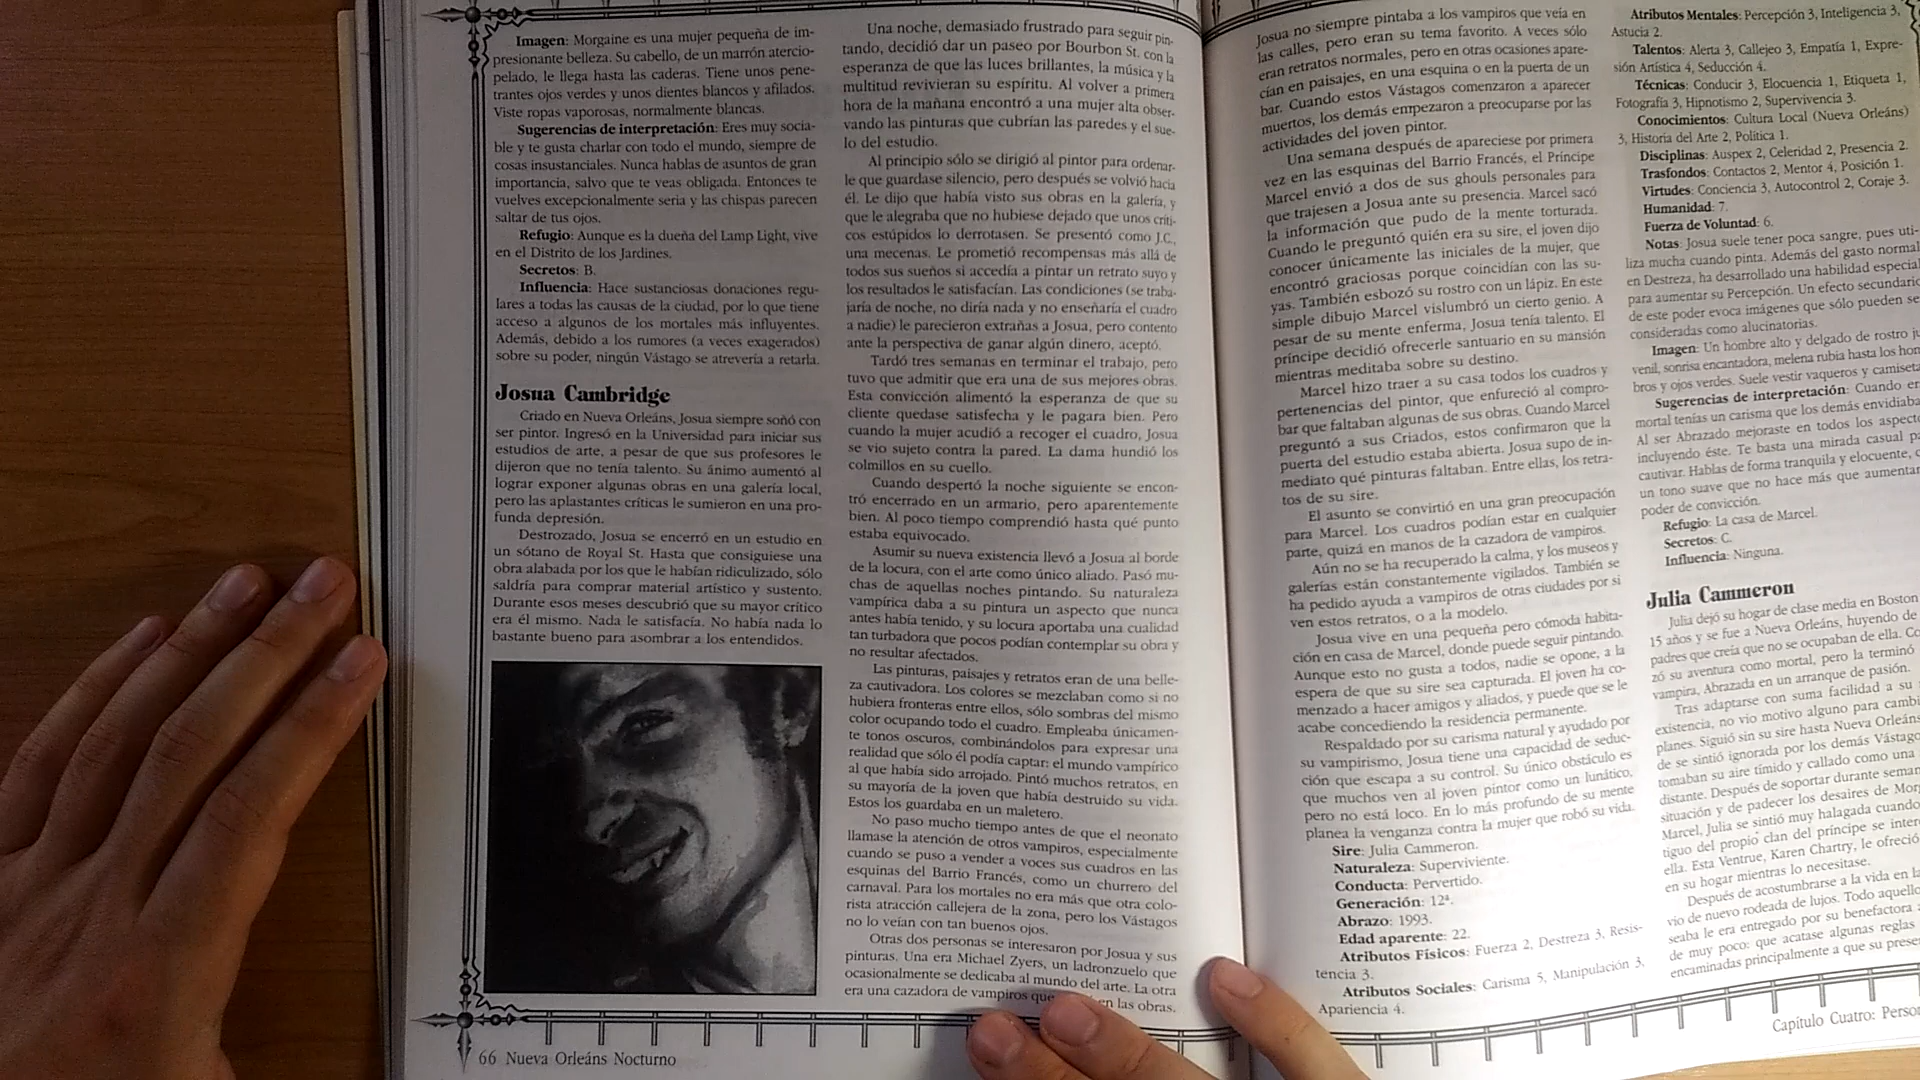 Imagen: Morgaine es una mujer pequeña de im-
presionante belleza. Su cabello, de un marrón atercio-
pelado, le llega hasta las caderas. Tiene unos pene-
trantes ojos verdes y unos dientes blancos y afilados.
Viste ropas vaporosas, normalmente blancas.
Sugerencias de interpretación: Eres muy socia-
ble y te gusta charlar con todo el mundo, siempre de
cosas insustanciales. Nunca hablas de asuntos de gran
importancia, salvo que te veas obligada. Entonces te
vuelves excepcionalmente seria y las chispas parecen
saltar de tus ojos.
Refugio: Aunque es la dueña del Lamp Light, vive
en el Distrito de los Jardines.
Secretos: B.
Influencia: Hace sustanciosas donaciones regu-
lares a todas las causas de la ciudad, por lo que tiene
acceso a algunos de los mortales más influyentes.
Además, debido a los rumores (a veces exagerados)
sobre su poder, ningún Vástago se atrevería a retarla.
Josua Cambridge
Criado en Nueva Orleáns, Josua siempre soñó con
ser pintor. Ingresó en la Universidad para iniciar sus
estudios de arte, a pesar de que sus profesores le
dijeron que no tenía talento. Su ánimo aumentó al
lograr exponer algunas obras en una galería local,
pero las aplastantes críticas le sumieron en una pro-
funda depresión.
Destrozado, Josua se encerró en un estudio en
un sótano de Royal St. Hasta que consiguiese una
obra alabada por los que le habían ridiculizado, sólo
saldría para comprar material artístico y sustento.
Durante esos meses descubrió que su mayor crítico
era él mismo. Nada le satisfacía. No había nada lo
bastante bueno para asombrar a los entendidos.
Una noche, demasiado frustrado para seguir pin-
tando, decidió dar un paseo por Bourbon St. con la
esperanza de que las luces brillantes, la música y la
multitud revivieran su espíritu. Al volver a primera
hora de la mañana encontró a una mujer alta obser-
vando las pinturas que cubrían las paredes y el sue-
lo del estudio.
Al principio sólo se dirigió al pintor para ordenar-
le que guardase silencio, pero después se volvió hacia
él. Le dijo que había visto sus obras en la galería, y
que le alegraba que no hubiese dejado que unos críti-
cos estúpidos lo derrotasen. Se presentó como J.C.,
una mecenas. Le prometió recompensas más allá de
todos sus sueños si accedía a pintar un retrato suyo y
los resultados le satisfacían. Las condiciones (se traba-
jaría de noche, no diría nada y no enseñaría el cuadro
a nadie) le parecieron extrañas a Josua, pero contento
ante la perspectiva de ganar algún dinero, aceptó.
Tardó tres semanas en terminar el trabajo, pero
tuvo que admitir que era una de sus mejores obras.
Esta convicción alimentó la esperanza de que su
cliente quedase satisfecha y le pagara bien. Pero
cuando la mujer acudió a recoger el cuadro, Josua
se vio sujeto contra la pared. La dama hundió los
colmillos en su cuello.
Cuando despertó la noche siguiente se encon-
tró encerrado en un armario, pero aparentemente
bien. Al poco tiempo comprendió hasta qué punto
estaba equivocado.
Asumir su nueva existencia llevó a Josua al borde
de la locura, con el arte como único aliado. Pasó mu-
chas de aquellas noches pintando. Su naturaleza
vampírica daba a su pintura un aspecto que nunca
antes había tenido, y su locura aportaba una cualidad
tan turbadora que pocos podían contemplar su obra y
no resultar afectados.
Las pinturas, paisajes y retratos eran de una belle-
za cautivadora. Los colores se mezclaban como si no
hubiera fronteras entre ellos, sólo sombras del mismo
color ocupando todo el cuadro. Empleaba únicamen-
te tonos oscuros, combinándolos para expresar una
realidad que sólo él podía captar: el mundo vampírico
al que había sido arrojado. Pintó muchos retratos, en
su mayoría de la joven que había destruido su vida.
Estos los guardaba en un maletero.
No paso mucho tiempo antes de que el neonato
llamase la atención de otros vampiros, especialmente
cuando se puso a vender a voces sus cuadros en las
esquinas del Barrio Francés, como un churrero del
carnaval. Para los mortales no era más que otra colo-
rista atracción callejera de la zona, pero los Vástagos
no lo veían con tan buenos ojos.
Otras dos personas se interesaron por Josua y sus
pinturas. Una era Michael Zyers, un ladronzuelo que
ocasionalmente se dedicaba al mundo del arte. La otra
era una cazadora de vampiros que en las obras.
66 Nueva Orleáns Nocturno
Josua no siempre pintaba a los vampiros que veía en
las calles, pero eran su tema favorito. A veces sólo
eran retratos normales, pero en otras ocasiones apare-
cían en paisajes, en una esquina o en la puerta de un
bar. Cuando estos Vástagos comenzaron a aparecer
muertos, los demás empezaron a preocuparse por las
actividades del joven pintor.
Una semana después de apareciese por primera
vez en las esquinas del Barrio Francés, el Príncipe
Marcel envió a dos de sus ghouls personales para
que trajesen a Josua ante su presencia. Marcel sacó
la información que pudo de la mente torturada.
Cuando le preguntó quién era su sire, el joven dijo
conocer únicamente las iniciales de la mujer, que
encontró graciosas porque coincidían con las su-
yas. También esbozó su rostro con un lápiz. En este
simple dibujo Marcel vislumbró un cierto genio. A
pesar de su mente enferma, Josua tenía talento. El
príncipe decidió ofrecerle santuario en su mansión
mientras meditaba sobre su destino.
Marcel hizo traer a su casa todos los cuadros y
pertenencias del pintor, que enfureció al compro-
bar que faltaban algunas de sus obras. Cuando Marcel
preguntó a sus Criados, estos confirmaron que la
puerta del estudio estaba abierta. Josua supo de in-
mediato qué pinturas faltaban. Entre ellas, los retra-
tos de su sire.
El asunto se convirtió en una gran preocupación
para Marcel. Los cuadros podían estar en cualquier
parte, quizá en manos de la cazadora de vampiros.
Aún no se ha recuperado la calma, y los museos y
galerías están constantemente vigilados. También se
ha pedido ayuda a vampiros de otras ciudades por si
ven estos retratos, o a la modelo.
Josua vive en una pequeña pero cómoda habita-
ción en casa de Marcel, donde puede seguir pintando.
Aunque esto no gusta a todos, nadie se opone, a la
espera de que su sire sea capturada. El joven ha co-
menzado a hacer amigos y aliados, y puede que se le
acabe concediendo la residencia permanente.
Respaldado por su carisma natural y ayudado por
su vampirismo, Josua tiene una capacidad de seduc-
ción que escapa a su control. Su único obstáculo es
que muchos ven al joven pintor como un lunático,
pero no está loco. En lo más profundo de su mente
planea la venganza contra la mujer que robó su vida.
Sire: Julia Cammeron.
Naturaleza: Superviviente.
Conducta: Pervertido.
Generación: 12ª.
Abrazo: 1993.
Edad aparente: 22.
Atributos Físicos: Fuerza 2, Destreza 3, Resis-
tencia 3.
Atributos Sociales: Carisma 5, Manipulación 3,
Apariencia 4.
Atributos Mentales: Percepción 3, Inteligencia 3,
Astucia 2.
Talentos: Alerta 3, Callejeo 3, Empatía 1, Expre-
sión Artística 4, Seducción 4.
Técnicas: Conducir 3, Elocuencia 1, Etiqueta 1,
Fotografía 3, Hipnotismo 2, Supervivencia 3.
Conocimientos: Cultura Local (Nueva Orleáns)
3, Historia del Arte 2, Política 1.
Disciplinas: Auspex 2, Celeridad 2, Presencia 2.
Trasfondos: Contactos 2, Mentor 4, Posición 1.
Virtudes: Conciencia 3, Autocontrol 2, Coraje 3.
Humanidad: 7.
Fuerza de Voluntad: 6.
Notas: Josua suele tener poca sangre, pues uti-
liza mucha cuando pinta. Además del gasto normal
en Destreza, ha desarrollado una habilidad especial
para aumentar su Percepción. Un efecto secundario
de este poder evoca imágenes que sólo pueden se
consideradas como alucinatorias.
Imagen: Un hombre alto y delgado de rostro ju
venil, sonrisa encantadora, melena rubia hasta los hom
bros y ojos verdes. Suele vestir vaqueros y camiseta
Sugerencias de interpretación: Cuando er
mortal tenías un carisma que los demás envidiaba
Al ser Abrazado mejoraste en todos los aspect
incluyendo éste. Te basta una mirada casual p
cautivar. Hablas de forma tranquila y elocuente,
un tono suave que no hace más que aumentar
poder de convicción.
Refugio: La casa de Marcel.
Secretos: C.
Influencia: Ninguna.
Julia Cammeron
Julia dejó su hogar de clase media en Boston
15 años y se fue a Nueva Orleáns, huyendo de
padres que creía que no se ocupaban de ella. Co
zó su aventura como mortal, pero la terminó
vampira, Abrazada en un arranque de pasión.
Tras adaptarse con suma facilidad a su
existencia, no vio motivo alguno para cambi
planes. Siguió sin su sire hasta Nueva Orleáns
de se sintió ignorada por los demás Vástago
tomaban su aire tímido y callado como una
distante. Después de soportar durante seman
situación y de padecer los desaires de Mor
Marcel, Julia se sintió muy halagada cuando
tiguo del propio clan del príncipe se inter
ella. Esta Ventrue, Karen Chartry, le ofreció
en su hogar mientras lo necesitase.
Después de acostumbrarse a la vida en la
vio de nuevo rodeada de lujos. Todo aquello
seaba le era entregado por su benefactora
de muy poco: que acatase algunas reglas
encaminadas principalmente a que su prese
Capítulo Cuatro: Perso